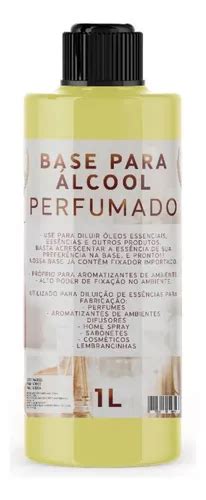 BASE PARA
ÁLCOOL
PERFUMADO
USE PARA DILUIR ÓLEOS ESSENCIAIS,
ESSÊNCIAS E OUTROS PRODUTOS.
BASTA ACRESCENTAR A ESSÊNCIA DE SUA
PREFERÊNCIA NA BASE, E PRONTO!!
NOSSA BASE JÁ CONTÉM FIXADOR IMPORTADO.
- PRÓPRIO PARA AROMATIZANTES DE AMBIENTE
- ALTO PODER DE FIXAÇÃO NO AMBIENTE.
UTILIZADO PARA DILUIÇÃO DE ESSÊNCIAS PARA
FABRICAÇÃO:
- PERFUMES
- AROMATIZANTES DE AMBIENTES
DIFUSORES
- HOME SPRAY
- SABONETES
- COSMÉTICOS
LEMBRANCINHAS
1L